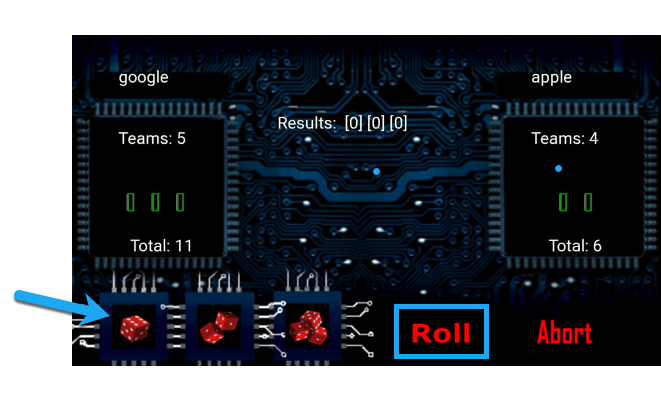 google
apple
Results: [0] [0] [0]
Teams: 5
Teams: 4
Total: 11
Total: 6
Roll
Abort